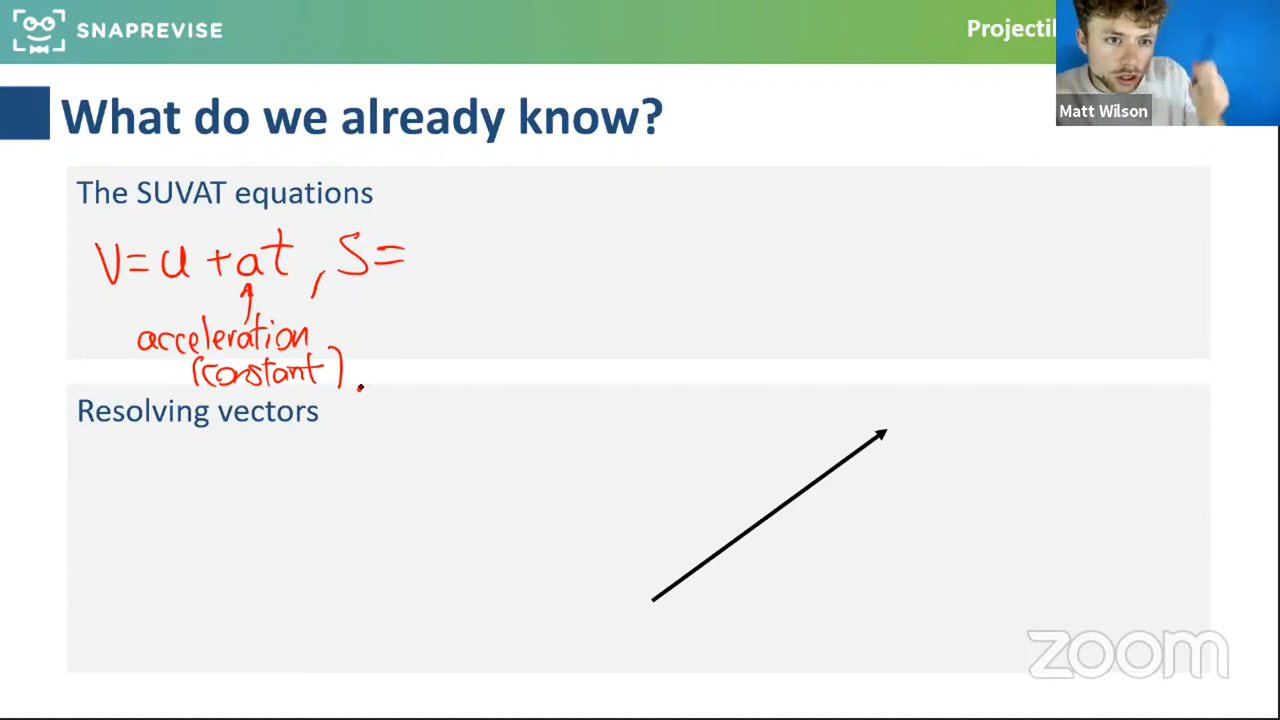 SNAPREVISE
Projectil
Matt Wilson
What do we already know?
The SUVAT equations
V=u+at, S=
acceleration
(constant)
Resolving vectors
zoom